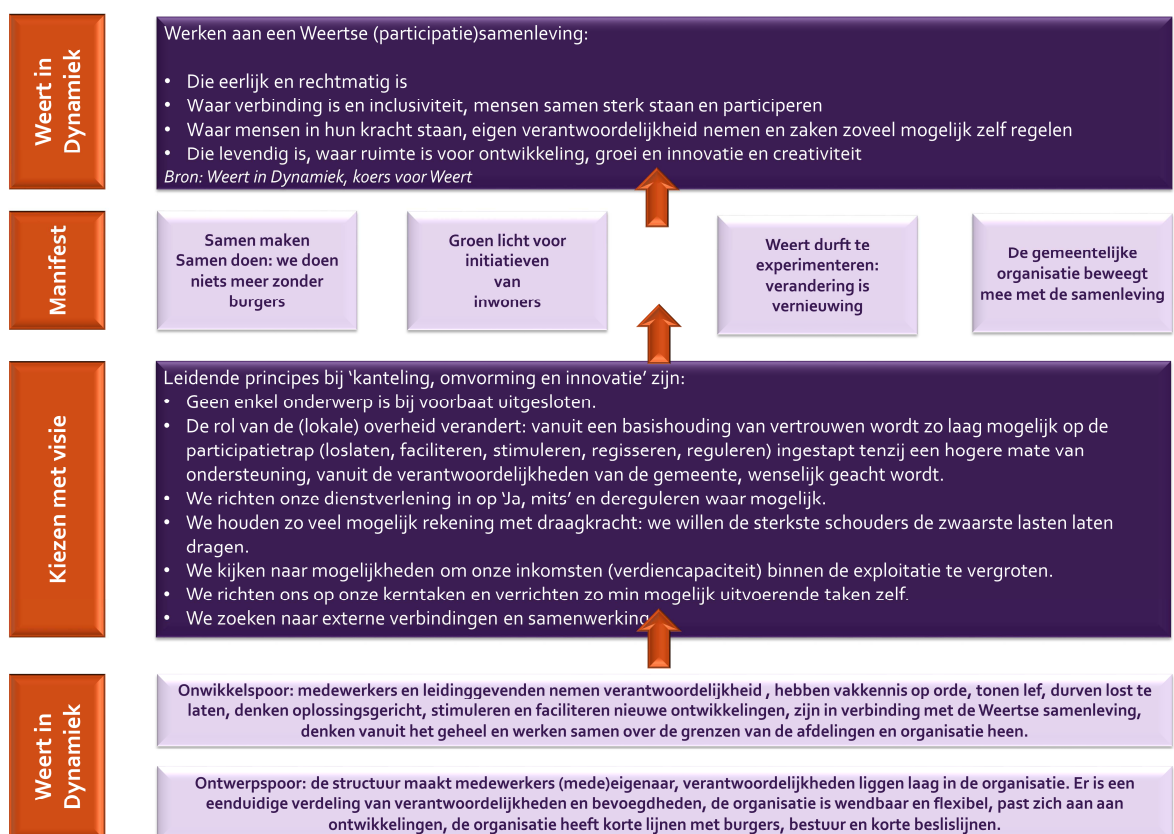 Weert in
Dynamiek
Werken aan een Weertse (participatie)samenleving:
• Die eerlijk en rechtmatig is
• Waar verbinding is en inclusiviteit, mensen samen sterk staan en participeren
• Waar mensen in hun kracht staan, eigen verantwoordelijkheid nemen en zaken zoveel mogelijk zelf regelen
• Die levendig is, waar ruimte is voor ontwikkeling, groei en innovatie en creativiteit
Bron: Weert in Dynamiek, koers voor Weert
Manifest
Samen maken
Samen doen: we doen
niets meer zonder
burgers
Groen licht voor
initiatieven
van
inwoners
Weert durft te
experimenteren:
verandering is
vernieuwing
De gemeentelijke
organisatie beweegt
mee met de samenleving
Kiezen met visie
Leidende principes bij ‘kanteling, omvorming en innovatie’ zijn:
• Geen enkel onderwerp is bij voorbaat uitgesloten.
• De rol van de (lokale) overheid verandert: vanuit een basishouding van vertrouwen wordt zo laag mogelijk op de
participatietrap (loslaten, faciliteren, stimuleren, regisseren, reguleren) ingestapt tenzij een hogere mate van
ondersteuning, vanuit de verantwoordelijkheden van de gemeente, wenselijk geacht wordt.
• We richten onze dienstverlening in op ‘Ja, mits’ en dereguleren waar mogelijk.
• We houden zo veel mogelijk rekening met draagkracht: we willen de sterkste schouders de zwaarste lasten laten
dragen.
• We kijken naar mogelijkheden om onze inkomsten (verdiencapaciteit) binnen de exploitatie te vergroten.
• We richten ons op onze kerntaken en verrichten zo min mogelijk uitvoerende taken zelf.
• We zoeken naar externe verbindingen en samenwerking
Weert in
Dynamiek
Onwikkelspoor: medewerkers en leidinggevenden nemen verantwoordelijkheid , hebben vakkennis op orde, tonen lef, durven lost te
laten, denken oplossingsgericht, stimuleren en faciliteren nieuwe ontwikkelingen, zijn in verbinding met de Weertse samenleving,
denken vanuit het geheel en werken samen over de grenzen van de afdelingen en organisatie heen.
Ontwerpspoor: de structuur maakt medewerkers (mede)eigenaar, verantwoordelijkheden liggen laag in de organisatie. Er is een
eenduidige verdeling van verantwoordelijkheden en bevoegdheden, de organisatie is wendbaar en flexibel, past zich aan aan
ontwikkelingen, de organisatie heeft korte lijnen met burgers, bestuur en korte beslislijnen.